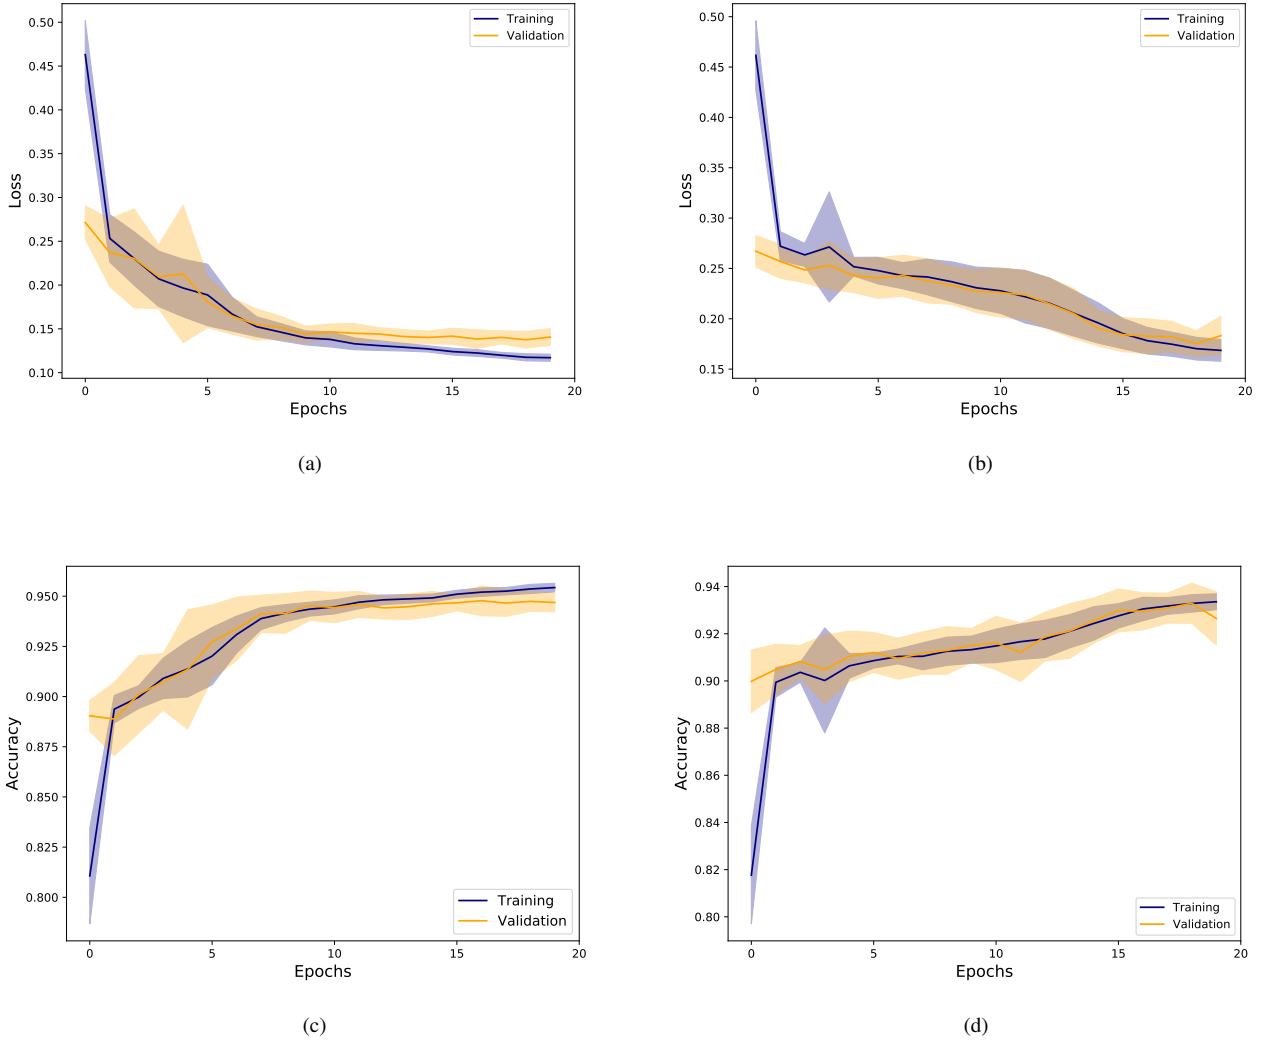 0.50
0.45
0.40
0.35
0.30
0.25
0.20
0.15
0.10
Loss
0 5 10 15 20
Epochs
Training
Validation
(a)
0.50
0.45
0.40
0.35
0.30
0.25
0.20
0.15
Loss
0 5 10 15 20
Epochs
Training
Validation
(b)
0.950
0.925
0.900
0.875
0.850
0.825
0.800
Accuracy
0 5 10 15 20
Epochs
Training
Validation
(c)
0.94
0.92
0.90
0.88
0.86
0.84
0.82
0.80
Accuracy
0 5 10 15 20
Epochs
Training
Validation
(d)